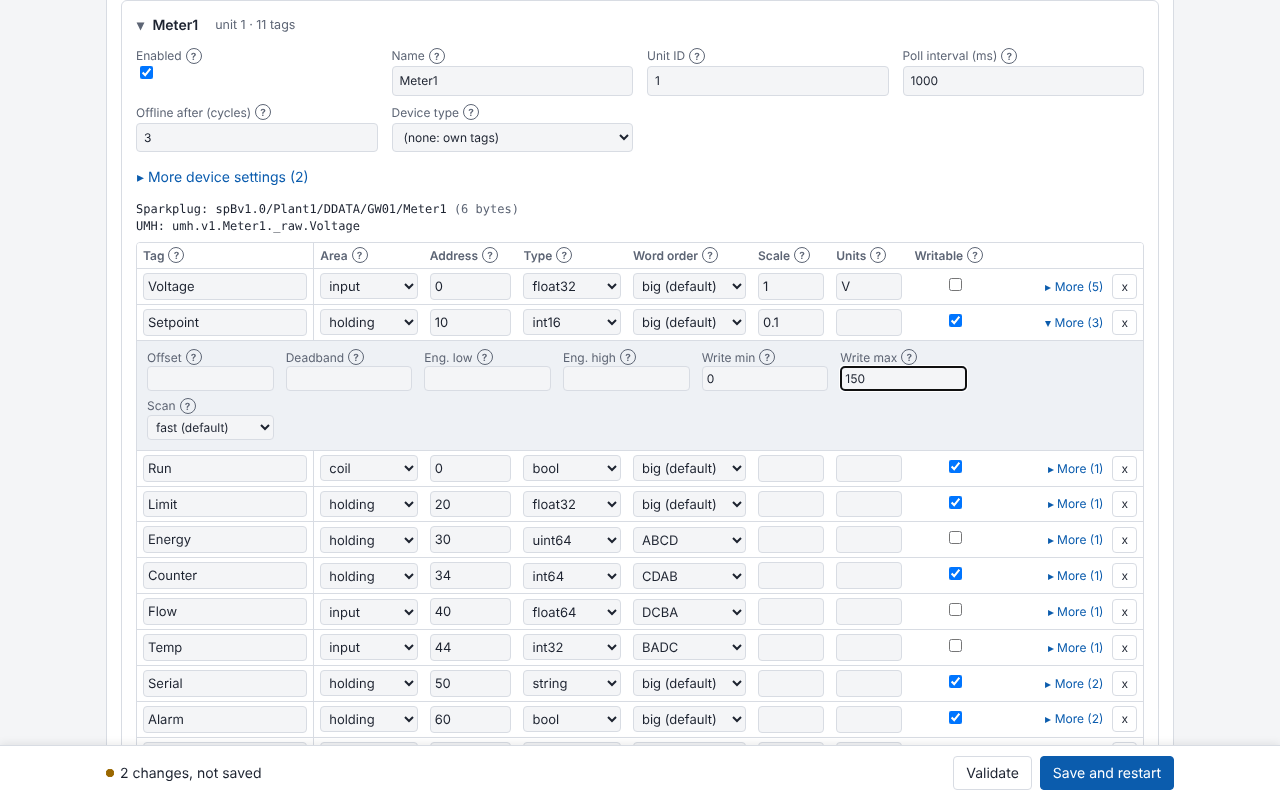 ▾ Meter1 unit 1 · 11 tags
Enabled ? Name ? Unit ID ? Poll interval (ms) ?
Meter1 1 1000
Offline after (cycles) ? Device type ?
3 (none: own tags)
▸ More device settings (2)
Sparkplug: spBv1.0/Plant1/DDATA/GW01/Meter1 (6 bytes)
UMH: umh.v1.Meter1._raw.Voltage
Tag ? Area ? Address ? Type ? Word order ? Scale ? Units ? Writable ?
Voltage input 0 float32 big (default) 1 V ▸ More (5) x
Setpoint holding 10 int16 big (default) 0.1 ▾ More (3) x
Offset ? Deadband ? Eng. low ? Eng. high ? Write min ? Write max ?
0 150
Scan ?
fast (default)
Run coil 0 bool big (default) ▸ More (1) x
Limit holding 20 float32 big (default) ▸ More (1) x
Energy holding 30 uint64 ABCD ▸ More (1) x
Counter holding 34 int64 CDAB ▸ More (1) x
Flow input 40 float64 DCBA ▸ More (1) x
Temp input 44 int32 BADC ▸ More (1) x
Serial holding 50 string big (default) ▸ More (2) x
Alarm holding 60 bool big (default) ▸ More (2) x
2 changes, not saved Validate Save and restart